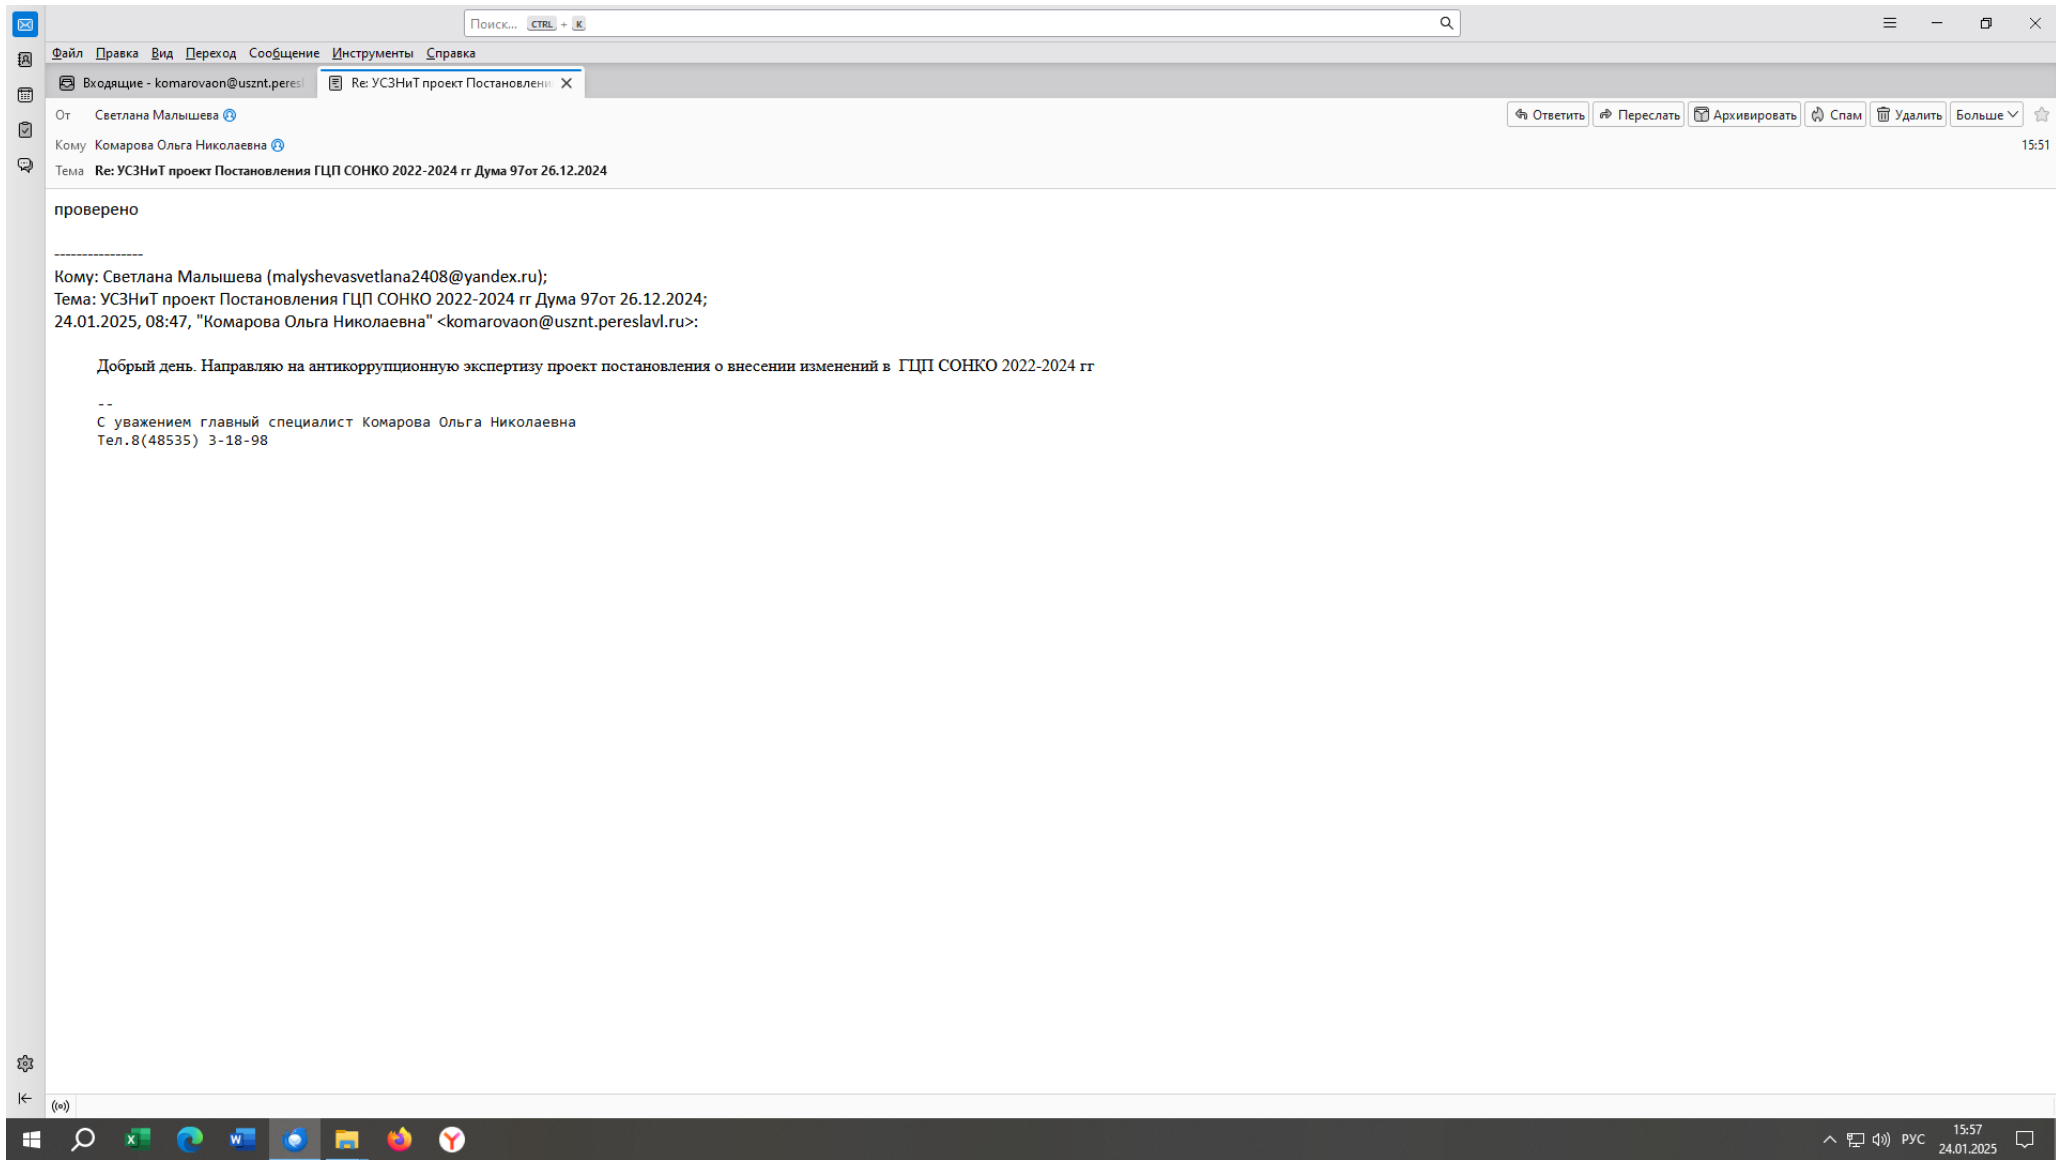 Поиск... CTRL + K
Файл Правка Вид Переход Сообщение Инструменты Справка
Входящие - komarovaon@usznt.peres
Re: УСЗНиТ проект Постановлени
От Светлана Малышева
Ответить Переслать Архивировать Спам Удалить Больше
Кому Комарова Ольга Николаевна
15:51
Тема Re: УСЗНиТ проект Постановления ГЦП СОНКО 2022-2024 гг Дума 97от 26.12.2024
проверено
----------------
Кому: Светлана Малышева (malyshevasvetlana2408@yandex.ru);
Тема: УСЗНиТ проект Постановления ГЦП СОНКО 2022-2024 гг Дума 97от 26.12.2024;
24.01.2025, 08:47, "Комарова Ольга Николаевна" <komarovaon@usznt.pereslavl.ru>:
Добрый день. Направляю на антикоррупционную экспертизу проект постановления о внесении изменений в  ГЦП СОНКО 2022-2024 гг
--
С уважением главный специалист Комарова Ольга Николаевна
Тел.8(48535) 3-18-98
РУС
15:57
24.01.2025